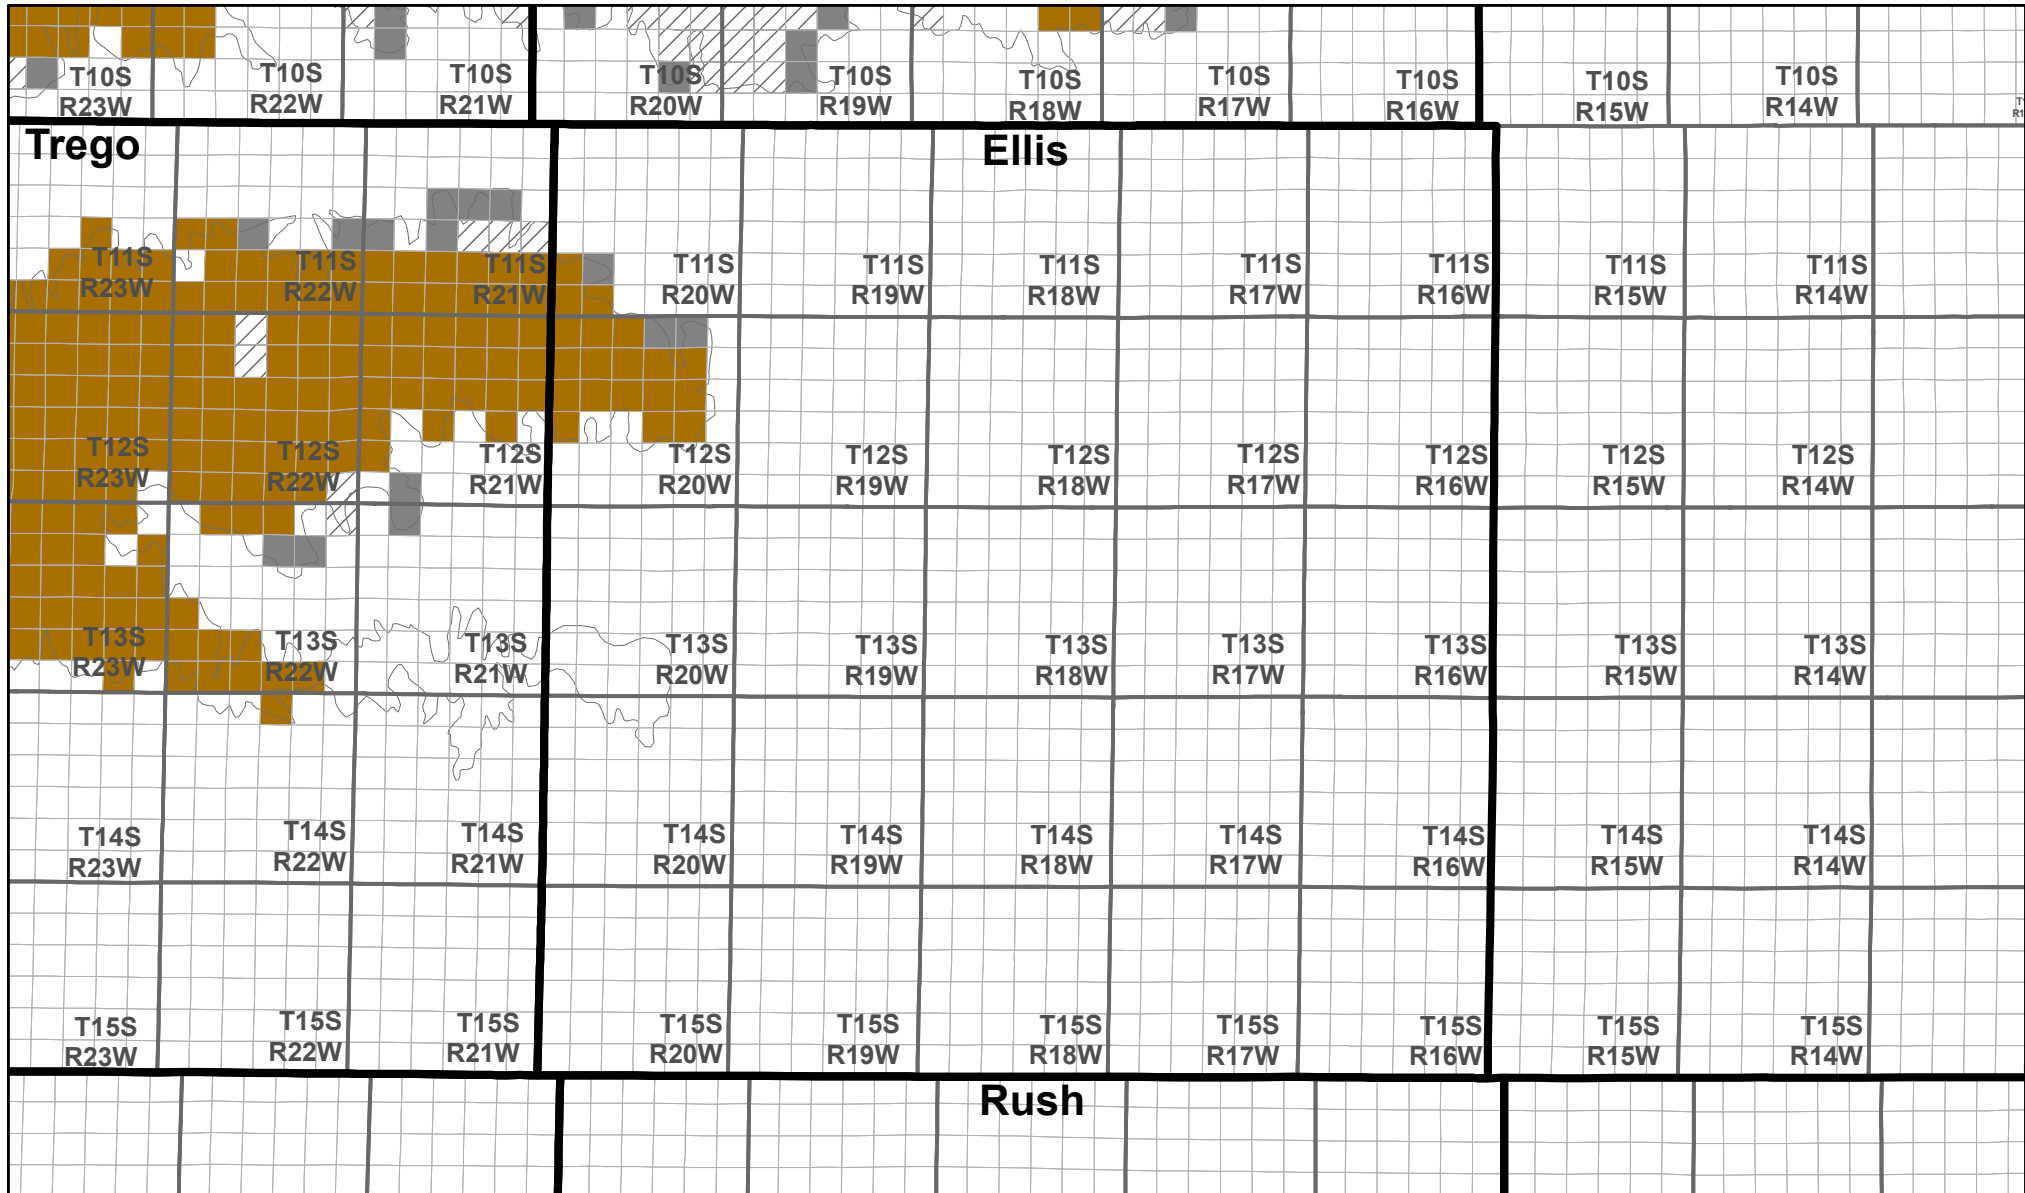 T10S T10S T10S T10S T10S T10S T10S T10S T10S T10S
R23W R22W R21W R20W R19W R18W R17W R16W R15W R14W
Trego Ellis
T11S T11S T11S T11S T11S T11S T11S T11S T11S T11S
R23W R22W R21W R20W R19W R18W R17W R16W R15W R14W
T12S T12S T12S T12S T12S T12S T12S T12S T12S T12S
R23W R22W R21W R20W R19W R18W R17W R16W R15W R14W
T13S T13S T13S T13S T13S T13S T13S T13S T13S T13S
R23W R22W R21W R20W R19W R18W R17W R16W R15W R14W
T14S T14S T14S T14S T14S T14S T14S T14S T14S T14S
R23W R22W R21W R20W R19W R18W R17W R16W R15W R14W
T15S T15S T15S T15S T15S T15S T15S T15S T15S T15S
R23W R22W R21W R20W R19W R18W R17W R16W R15W R14W
Rush